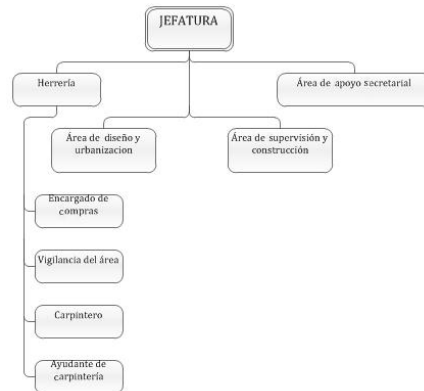 JEFATURA
Herrería
Área de apoyo secretarial
Área de diseño y
urbanizacion
Área de supervisión y
construcción
Encargado de
compras
Vigilancia del área
Carpintero
Ayudante de
carpintería